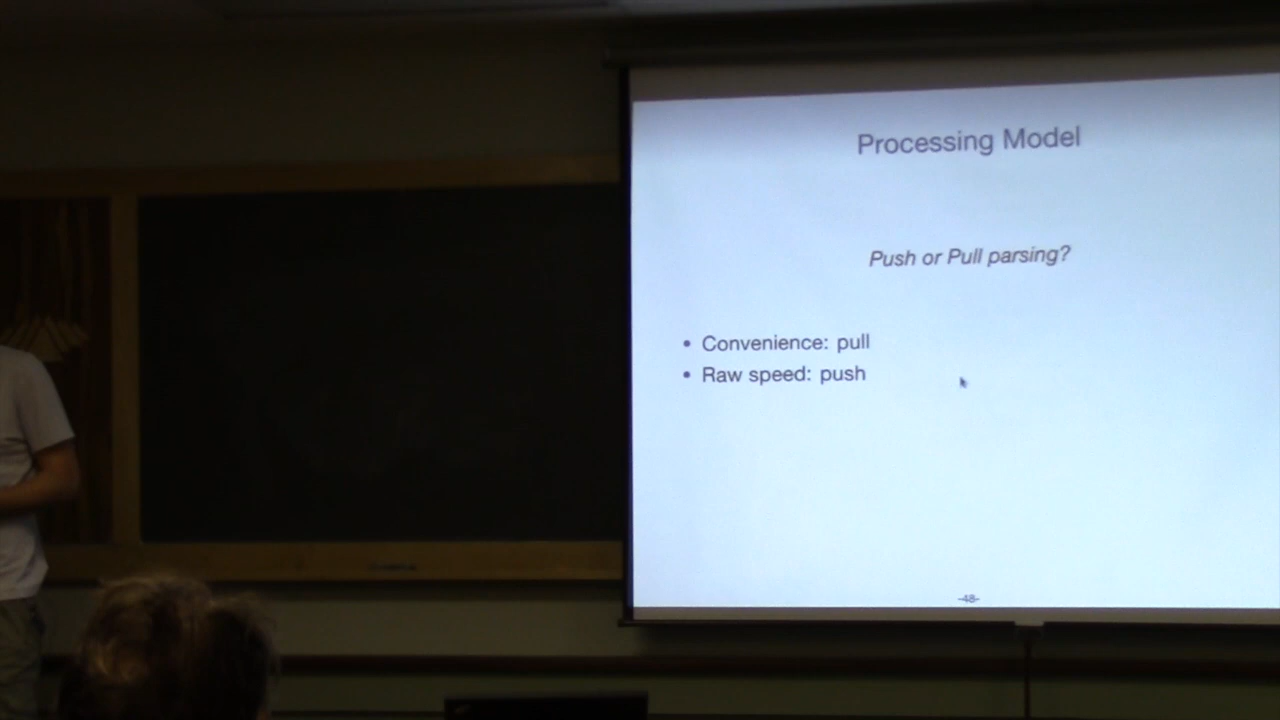 Processing Model
Push or Pull parsing?
• Convenience: pull
• Raw speed: push
-48-